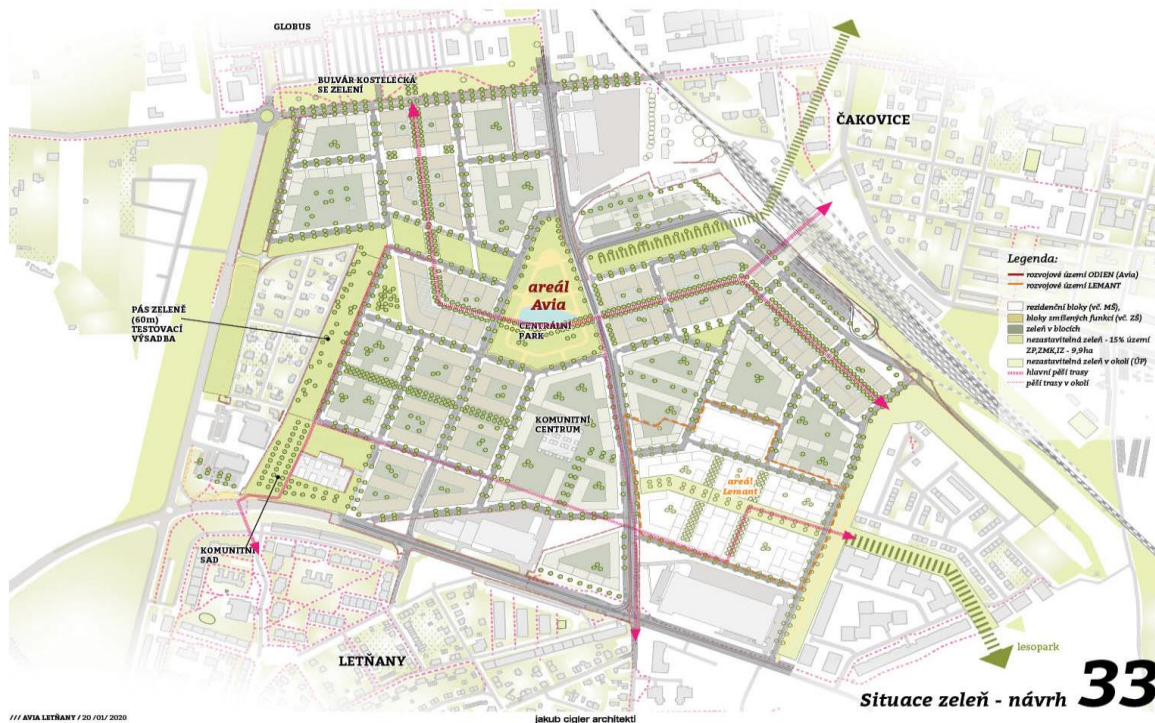 GLOBUS
BULVÁR KOSTELECKÁ
SE ZELENÍ
ČAKOVICE
Legenda:
rozvojové území ODIEN (Avia)
rozvojové území LEMANT
rezidenční bloky (vč. MŠ),
bloky smíšených funkcí (vč. ZŠ)
zeleň v blocích
nezastavitelná zeleň - 15% území
ZP,ZMK,IZ - 9,9ha
nezastavitelná zeleň v okolí (ÚP)
hlavní pěší trasy
pěší trasy v okolí
areál
Avia
CENTRÁLNÍ
PARK
PÁS ZELENĚ
(60m)
TESTOVACÍ
VÝSADBA
KOMUNITNÍ
CENTRUM
areál
Lemant
KOMUNITNÍ
SAD
LETŇANY
lesopark
Situace zeleň - návrh 33
/// AVIA LETŇANY / 20 /01/ 2020
jakub cigler architekti